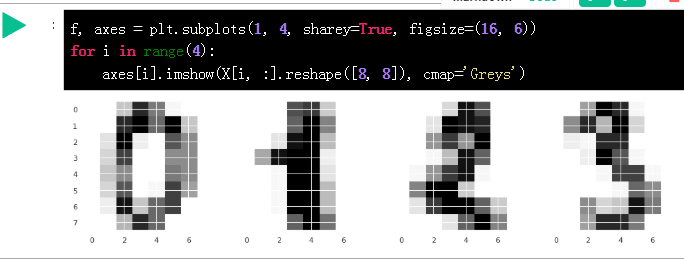 f, axes = plt.subplots(1, 4, sharey=True, figsize=(16, 6))
for i in range(4):
    axes[i].imshow(X[i, :].reshape([8, 8]), cmap='Greys')
0
1
2
3
4
5
6
7
0 2 4 6 0 2 4 6 0 2 4 6 0 2 4 6